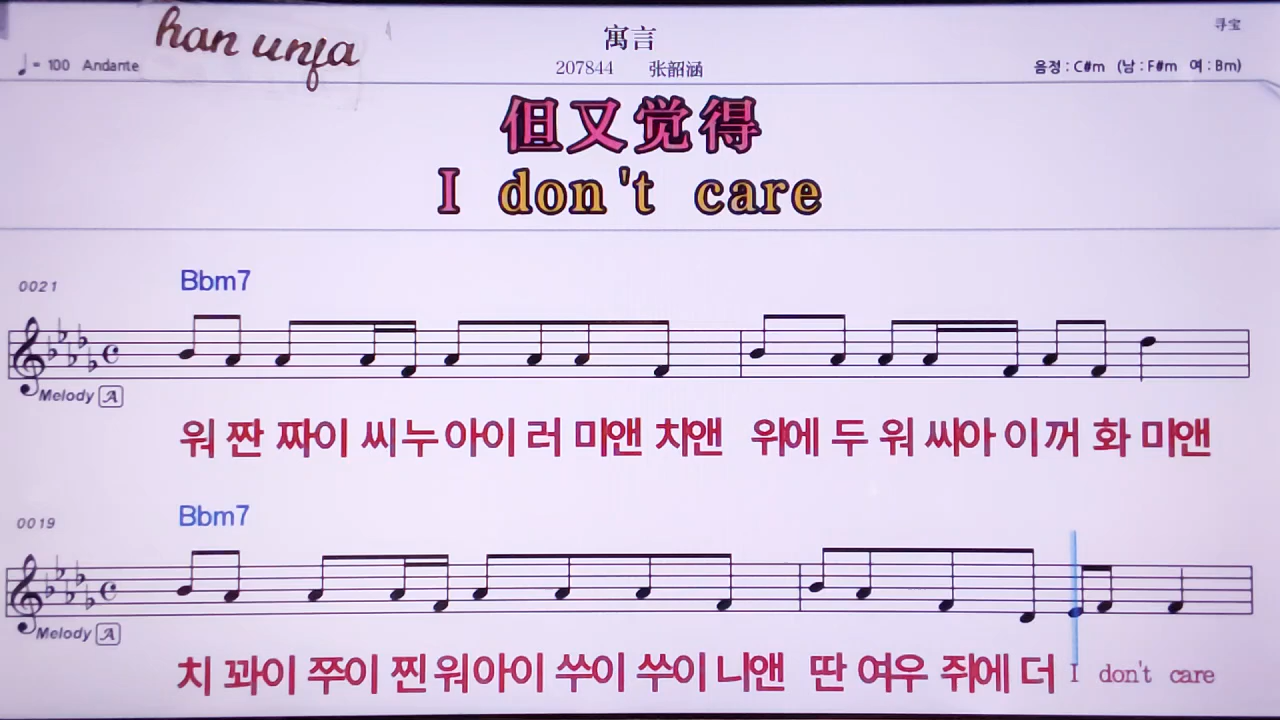 han unfa
寓言
寻宝
♩= 100 Andante
207844 张韶涵
음정 : C#m (남 : F#m 여 : Bm)
但又觉得
I don't care
0021
Bbm7
Melody A
워 짠 짜이 씨누아이 러 미앤 치앤 위에 두 워 씨아 이꺼 화 미앤
0019
Bbm7
Melody A
치 꽈이 쭈이 찐워아이 쑤이 쑤이 니앤 딴 여우 쥐에 더 I don't care